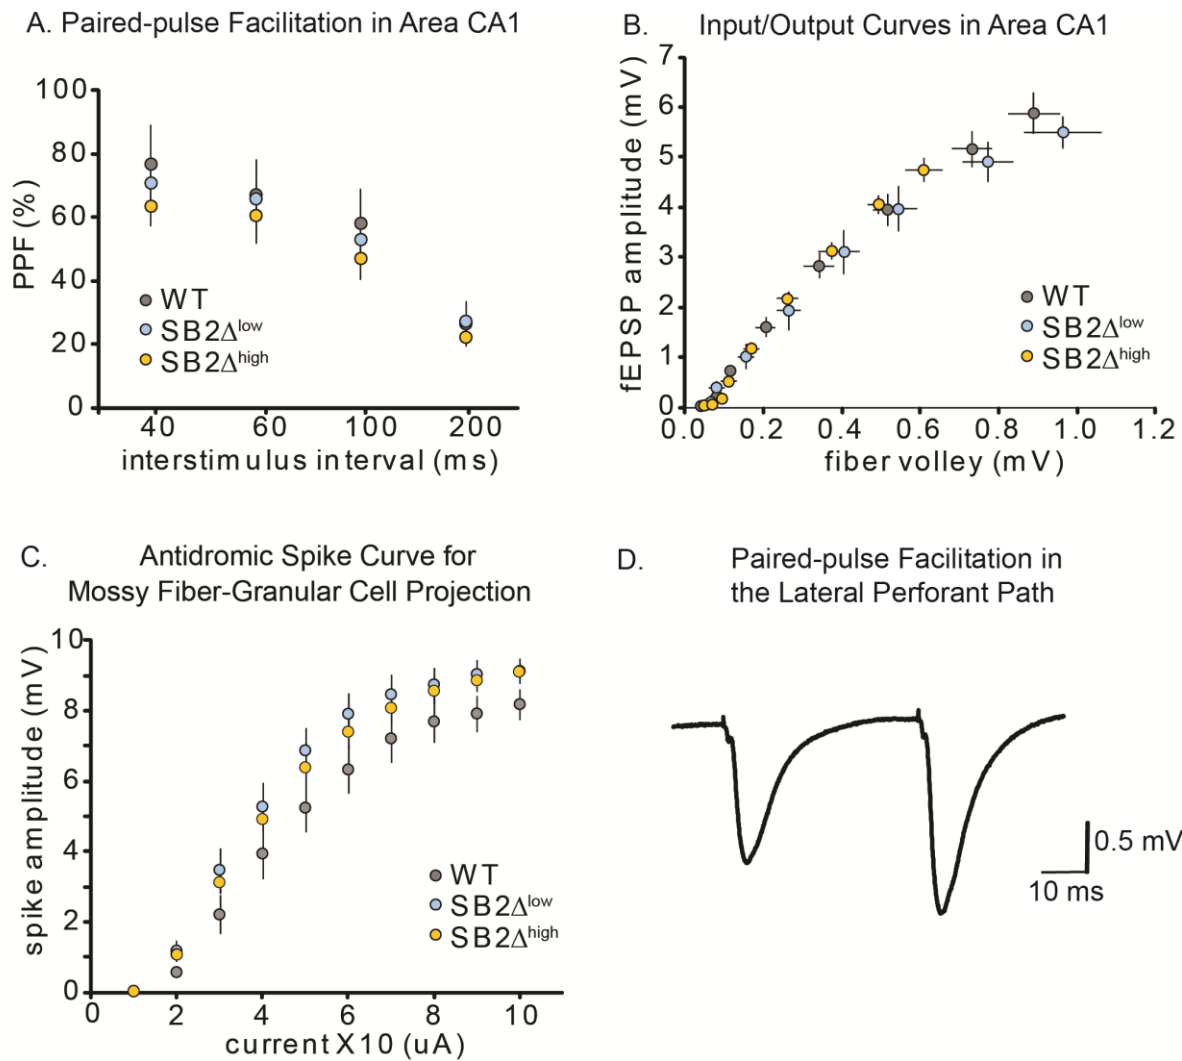 A. Paired-pulse Facilitation in Area CA1
100
80
60
40
20
0
PPF (%)
WT
SB2Δlow
SB2Δhigh
40 60 100 200
interstimulus interval (ms)
B. Input/Output Curves in Area CA1
7
6
5
4
3
2
1
0
fEPSP amplitude (mV)
WT
SB2Δlow
SB2Δhigh
0.0 0.2 0.4 0.6 0.8 1.0 1.2
fiber volley (mV)
C. Antidromic Spike Curve for
Mossy Fiber-Granular Cell Projection
10
8
6
4
2
0
spike amplitude (mV)
WT
SB2Δlow
SB2Δhigh
0 2 4 6 8 10
current X10 (uA)
D. Paired-pulse Facilitation in
the Lateral Perforant Path
0.5 mV
10 ms